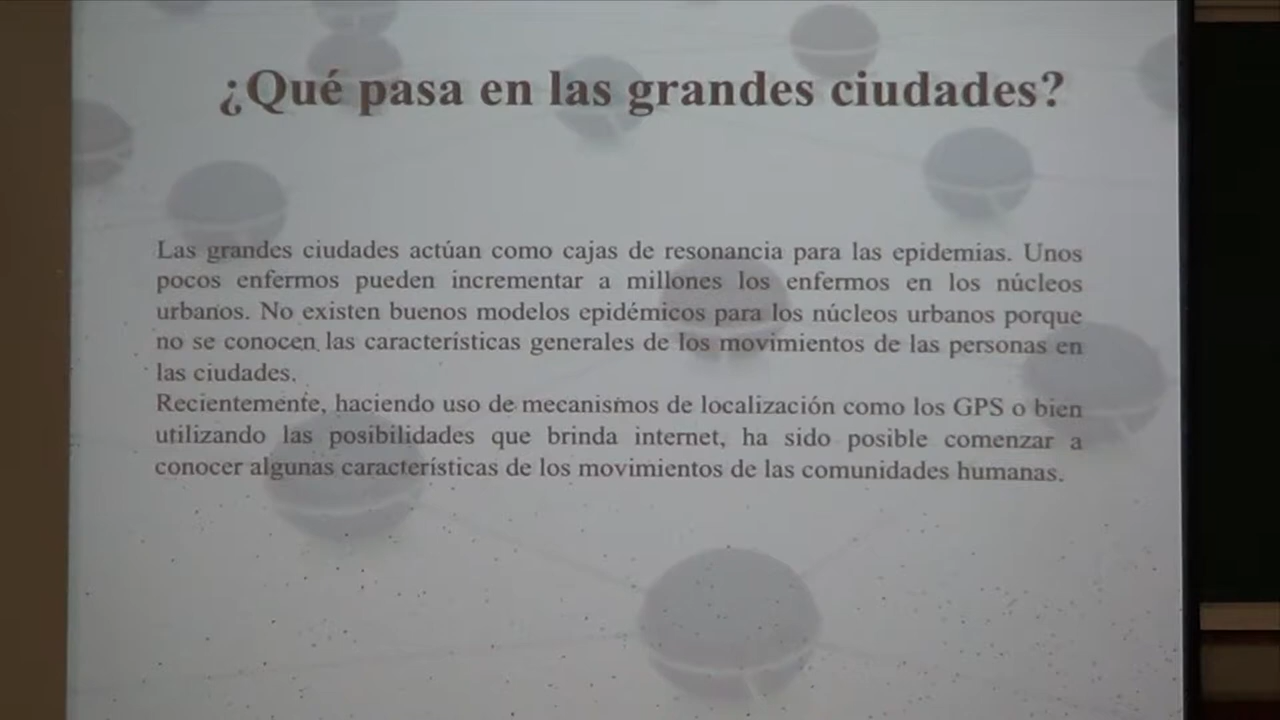 ¿Qué pasa en las grandes ciudades?
Las grandes ciudades actúan como cajas de resonancia para las epidemias. Unos
pocos enfermos pueden incrementar a millones los enfermos en los núcleos
urbanos. No existen buenos modelos epidémicos para los núcleos urbanos porque
no se conocen las características generales de los movimientos de las personas en
las ciudades.
Recientemente, haciendo uso de mecanismos de localización como los GPS o bien
utilizando las posibilidades que brinda internet, ha sido posible comenzar a
conocer algunas características de los movimientos de las comunidades humanas.